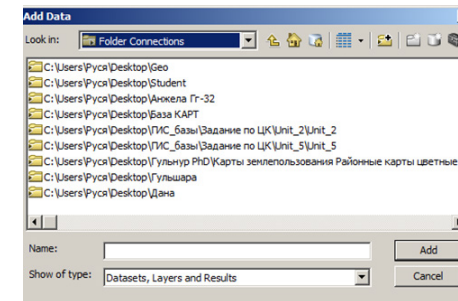 Add Data
Look in: Folder Connections
C:\Users\Руся\Desktop\Geo
C:\Users\Руся\Desktop\Student
C:\Users\Руся\Desktop\Анжела Гг-32
C:\Users\Руся\Desktop\База КАРТ
C:\Users\Руся\Desktop\ГИС_базы\Задание по ЦК\Unit_2\Unit_2
C:\Users\Руся\Desktop\ГИС_базы\Задание по ЦК\Unit_5\Unit_5
C:\Users\Руся\Desktop\Гульнур PhD\Карты землепользования Районные карты цветные
C:\Users\Руся\Desktop\Гульшара
C:\Users\Руся\Desktop\Дана
Name: Add
Show of type: Datasets, Layers and Results Cancel